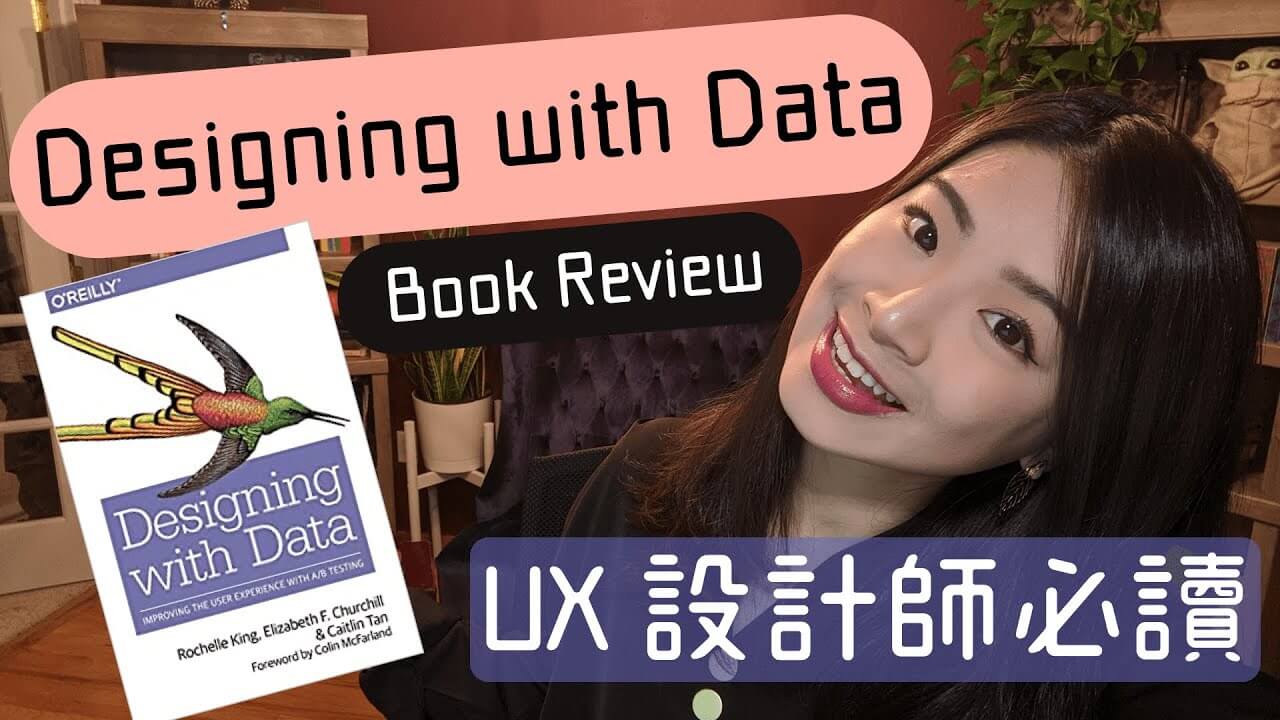 Designing with Data
Book Review
O'REILLY®
Designing
with Data
IMPROVING THE USER EXPERIENCE WITH A/B TESTING
Rochelle King, Elizabeth F. Churchill
& Caitlin Tan
Foreword by Colin McFarland
UX 設計師必讀